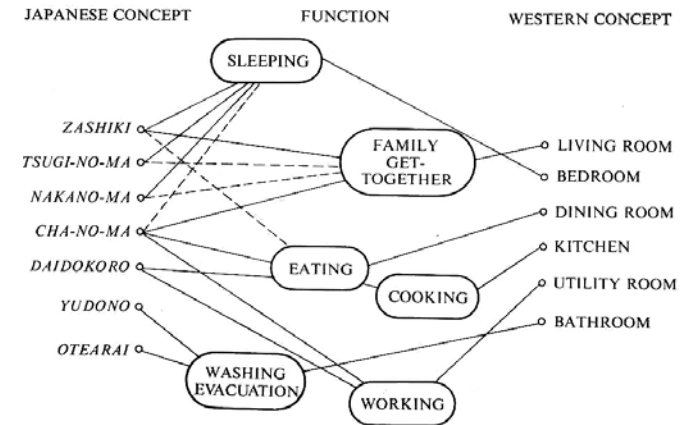 JAPANESE CONCEPT
FUNCTION
WESTERN CONCEPT
SLEEPING
ZASHIKI
TSUGI-NO-MA
NAKANO-MA
CHA-NO-MA
DAIDOKORO
YUDONO
OTEARAI
FAMILY
GET-
TOGETHER
EATING
COOKING
WASHING
EVACUATION
WORKING
LIVING ROOM
BEDROOM
DINING ROOM
KITCHEN
UTILITY ROOM
BATHROOM